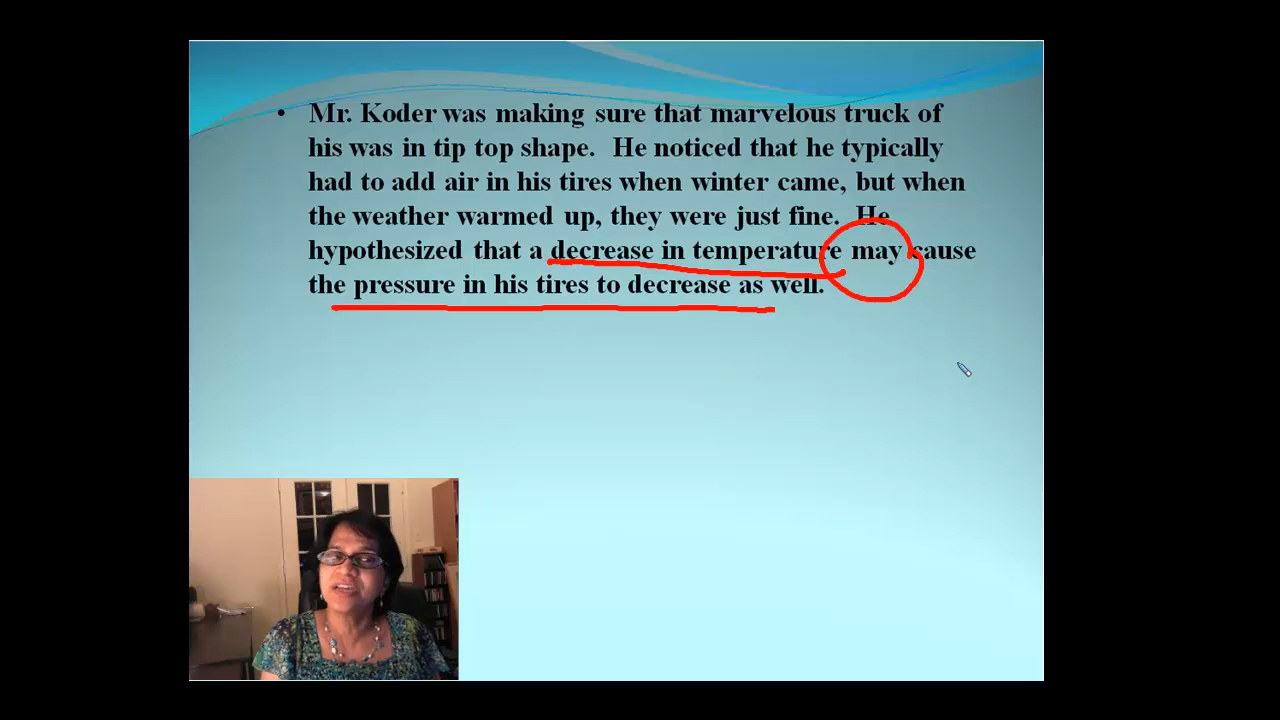 • Mr. Koder was making sure that marvelous truck of
his was in tip top shape. He noticed that he typically
had to add air in his tires when winter came, but when
the weather warmed up, they were just fine. He
hypothesized that a decrease in temperature may cause
the pressure in his tires to decrease as well.